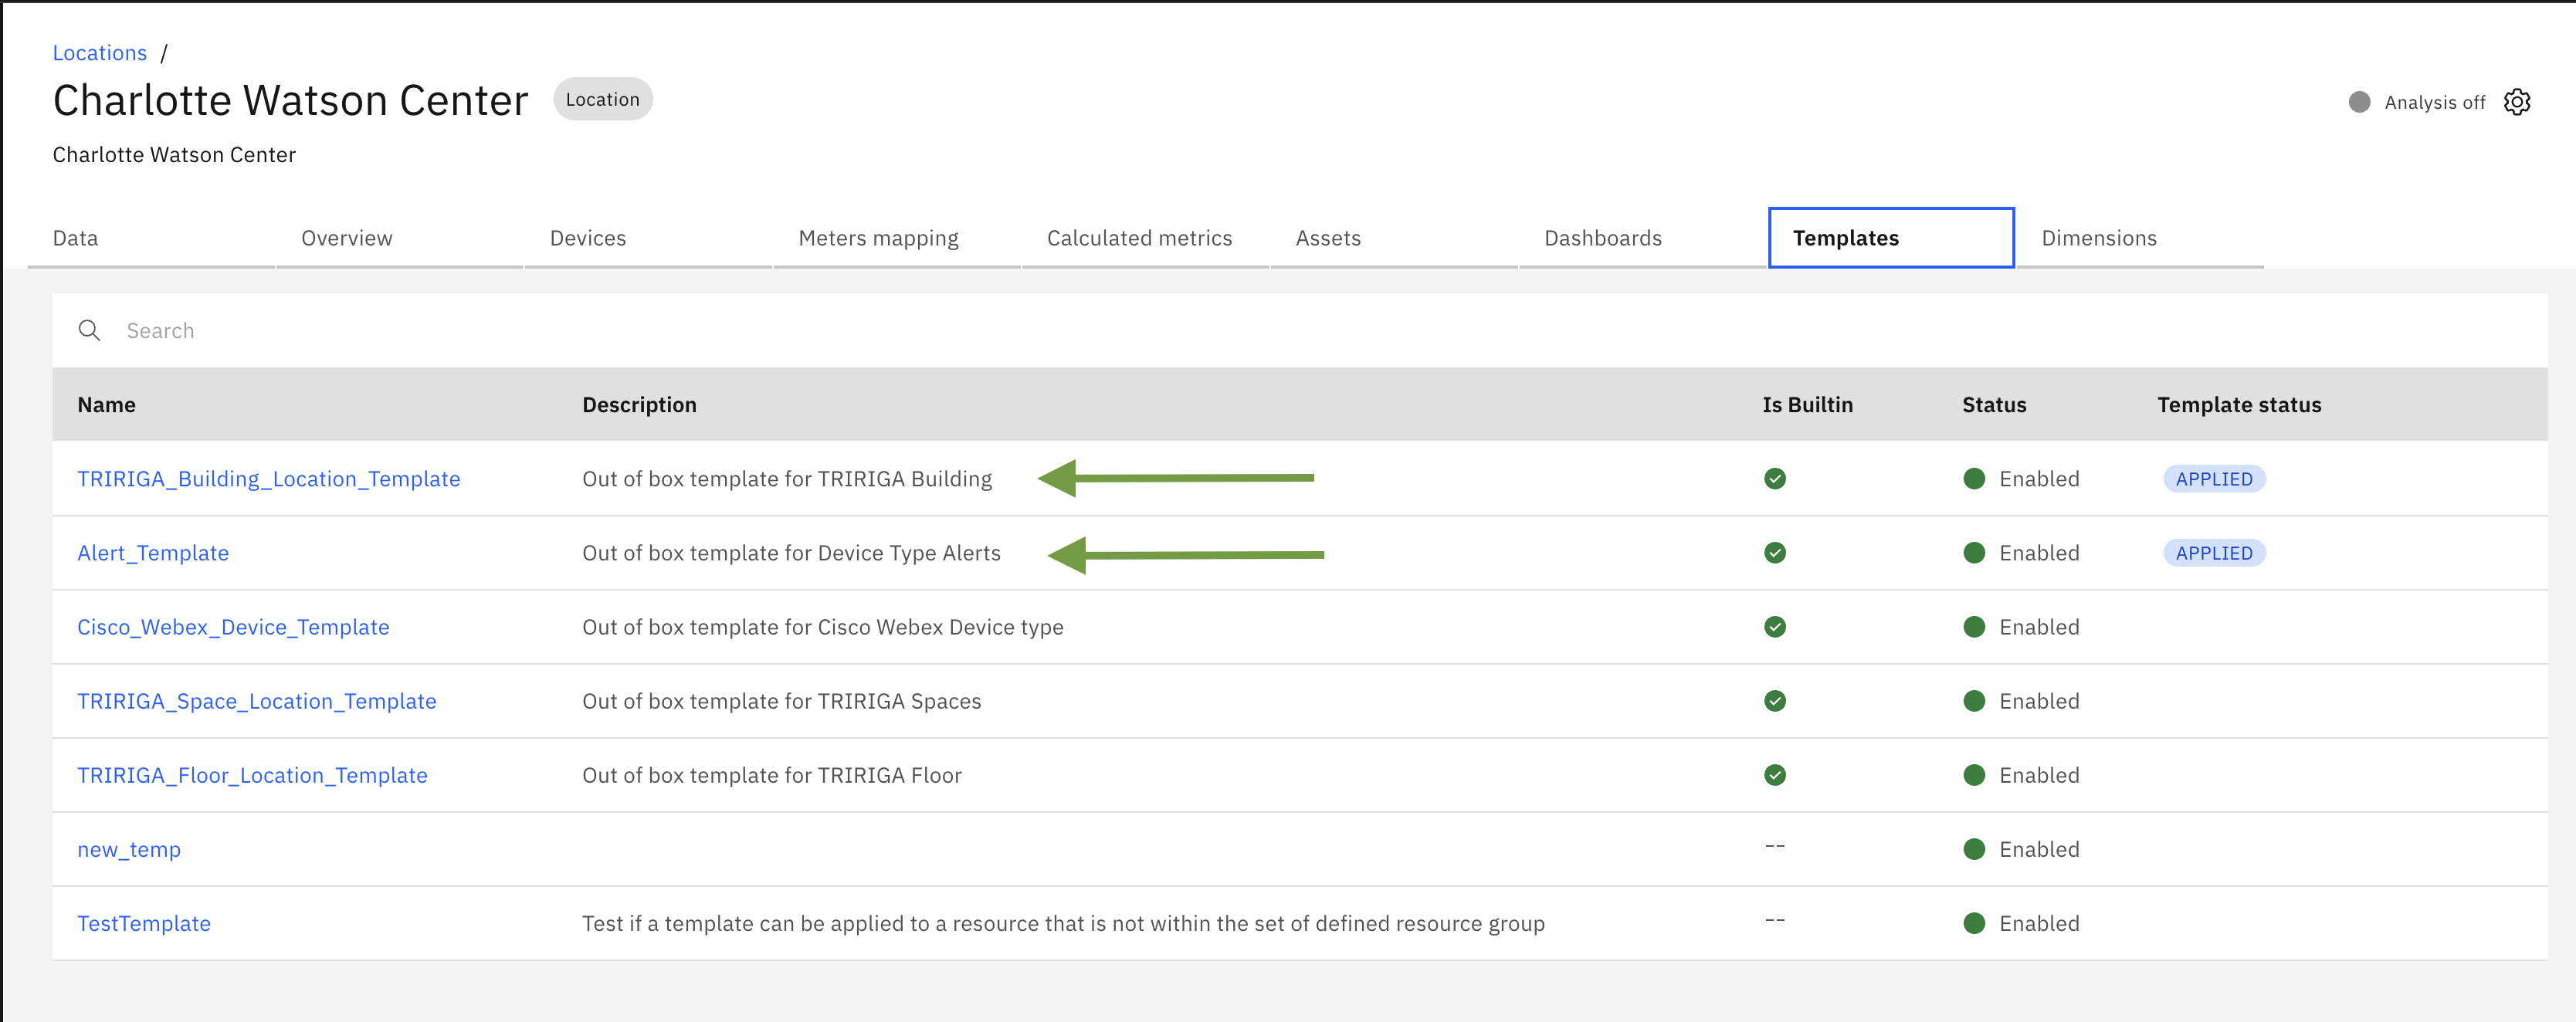 Locations /
Charlotte Watson Center Location
Analysis off
Charlotte Watson Center
Data Overview Devices Meters mapping Calculated metrics Assets Dashboards Templates Dimensions
Search
Name Description Is Builtin Status Template status
TRIRIGA_Building_Location_Template Out of box template for TRIRIGA Building Enabled APPLIED
Alert_Template Out of box template for Device Type Alerts Enabled APPLIED
Cisco_Webex_Device_Template Out of box template for Cisco Webex Device type Enabled
TRIRIGA_Space_Location_Template Out of box template for TRIRIGA Spaces Enabled
TRIRIGA_Floor_Location_Template Out of box template for TRIRIGA Floor Enabled
new_temp -- Enabled
TestTemplate Test if a template can be applied to a resource that is not within the set of defined resource group -- Enabled